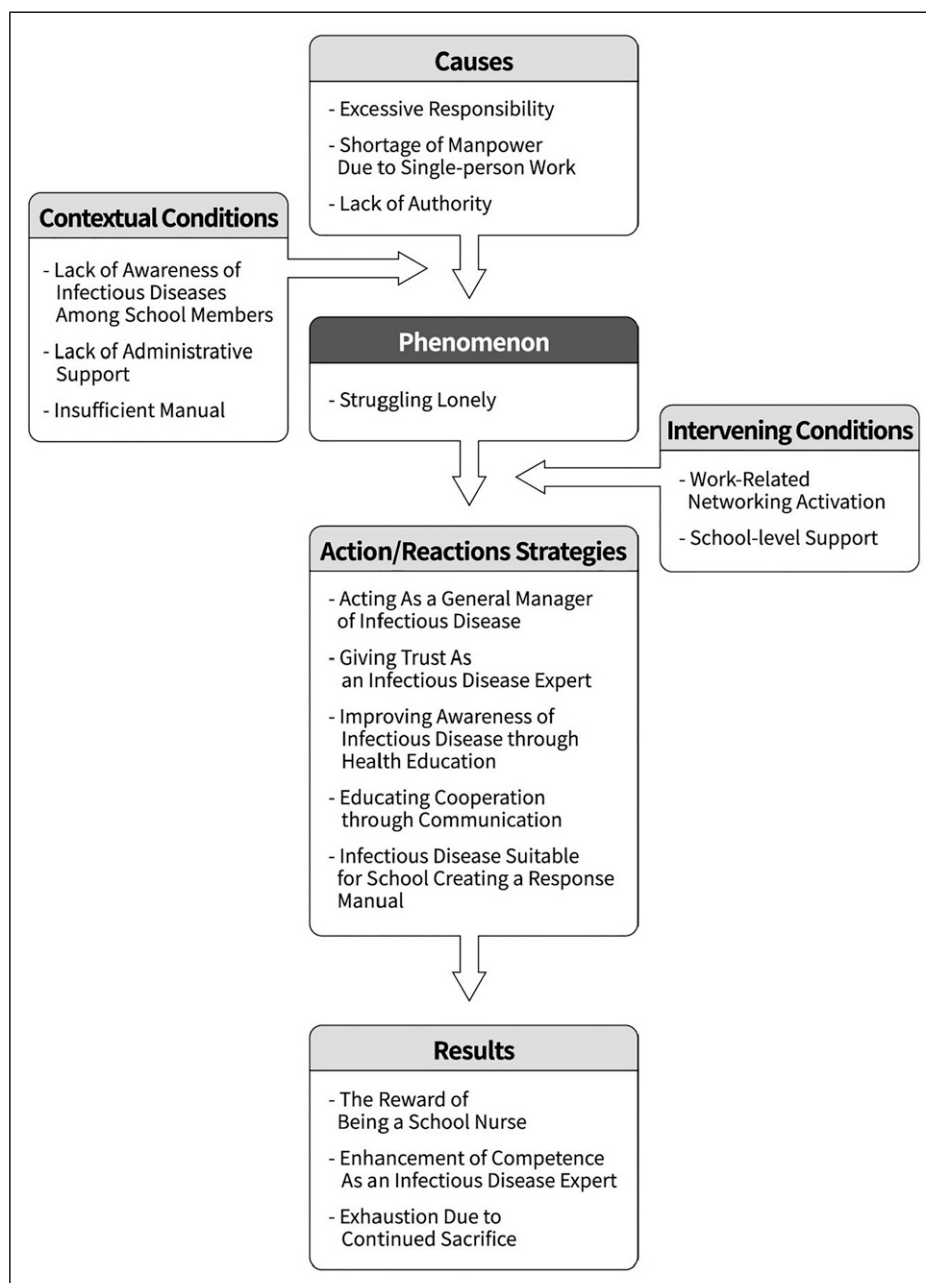 Causes
- Excessive Responsibility
- Shortage of Manpower
Due to Single-person Work
- Lack of Authority
Contextual Conditions
- Lack of Awareness of
Infectious Diseases
Among School Members
- Lack of Administrative
Support
- Insufficient Manual
Phenomenon
- Struggling Lonely
Intervening Conditions
- Work-Related
Networking Activation
- School-level Support
Action/Reactions Strategies
- Acting As a General Manager
of Infectious Disease
- Giving Trust As
an Infectious Disease Expert
- Improving Awareness of
Infectious Disease through
Health Education
- Educating Cooperation
through Communication
- Infectious Disease Suitable
for School Creating a Response
Manual
Results
- The Reward of
Being a School Nurse
- Enhancement of Competence
As an Infectious Disease Expert
- Exhaustion Due to
Continued Sacrifice